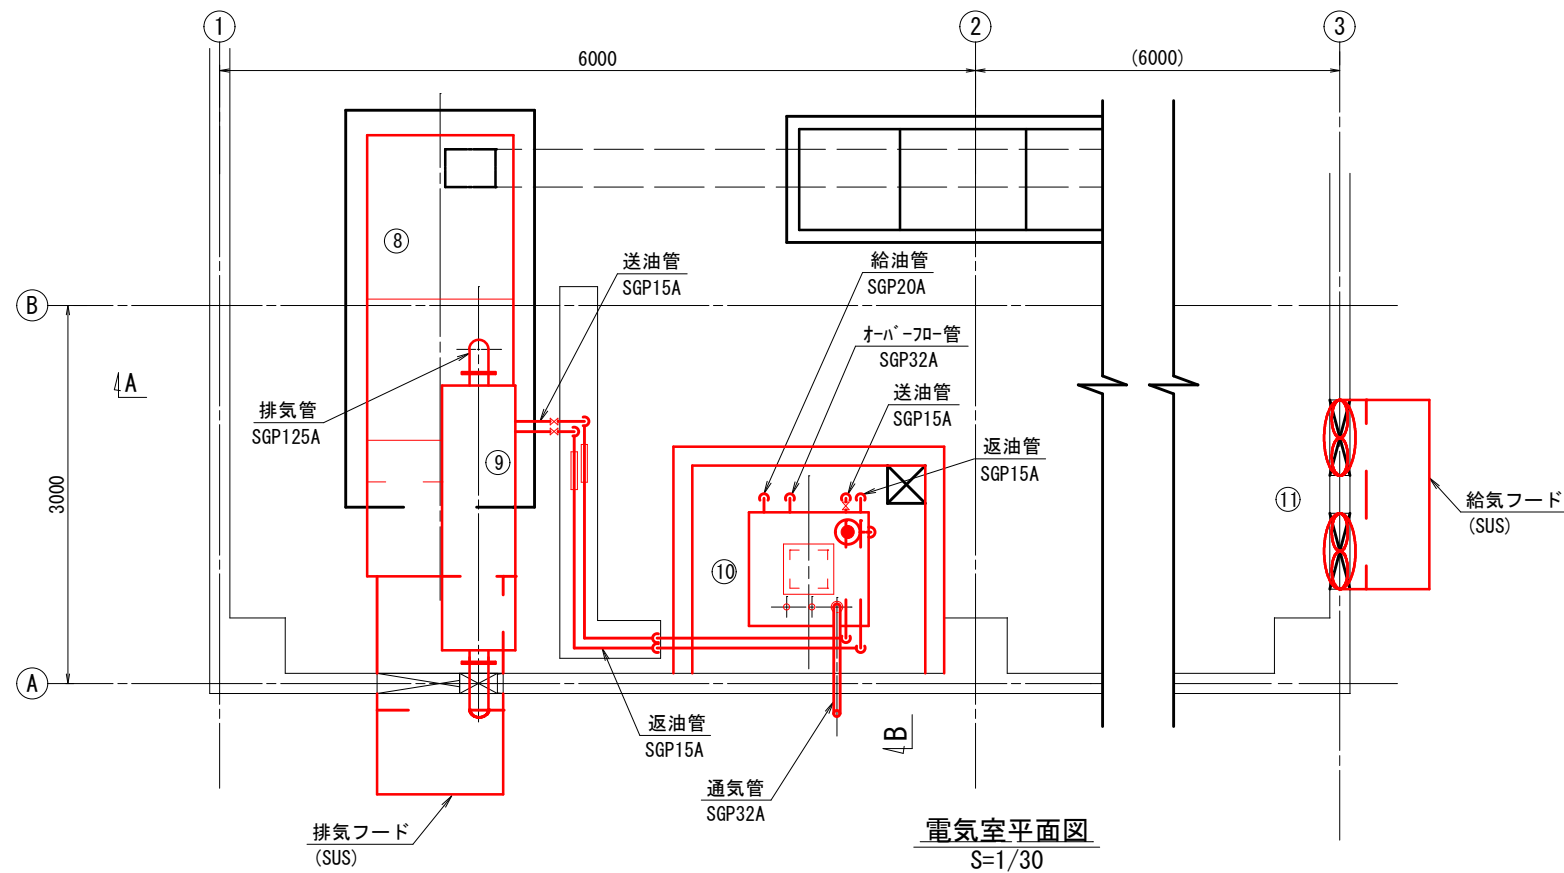 1
2
3
6000
(6000)
8
送油管
SGP15A
給油管
SGP20A
B
オーバーフロー管
SGP32A
A
送油管
SGP15A
排気管
SGP125A
返油管
SGP15A
9
3000
11
給気フード
(SUS)
10
A
返油管
SGP15A
B
通気管
SGP32A
排気フード
(SUS)
電気室平面図
S=1/30